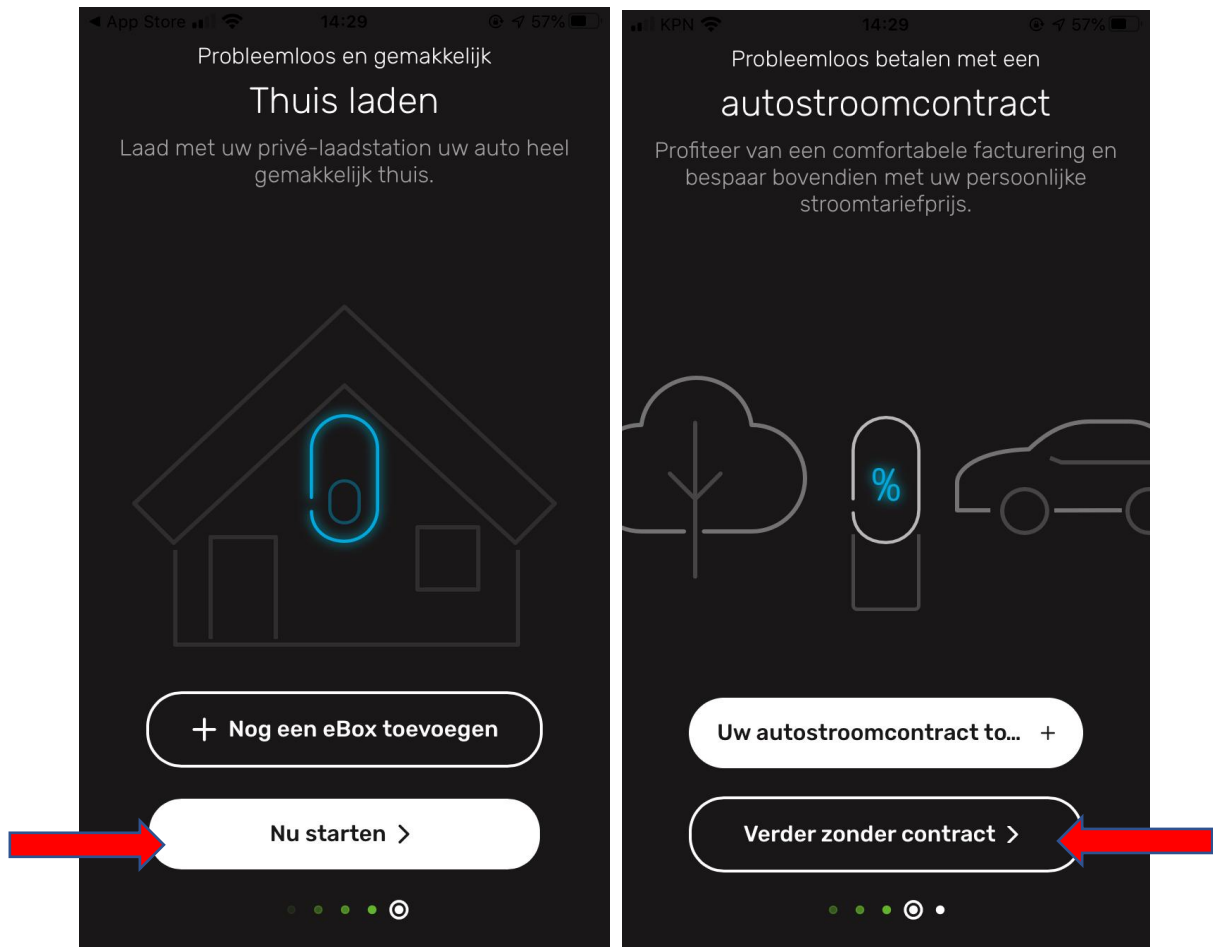 App Store 14:29 57%
Probleemloos en gemakkelijk
Thuis laden
Laad met uw privé-laadstation uw auto heel
gemakkelijk thuis.
+ Nog een eBox toevoegen
Nu starten >
KPN 14:29 57%
Probleemloos betalen met een
autostroomcontract
Profiteer van een comfortabele facturering en
bespaar bovendien met uw persoonlijke
stroomtariefprijs.
%
Uw autostroomcontract to... +
Verder zonder contract >